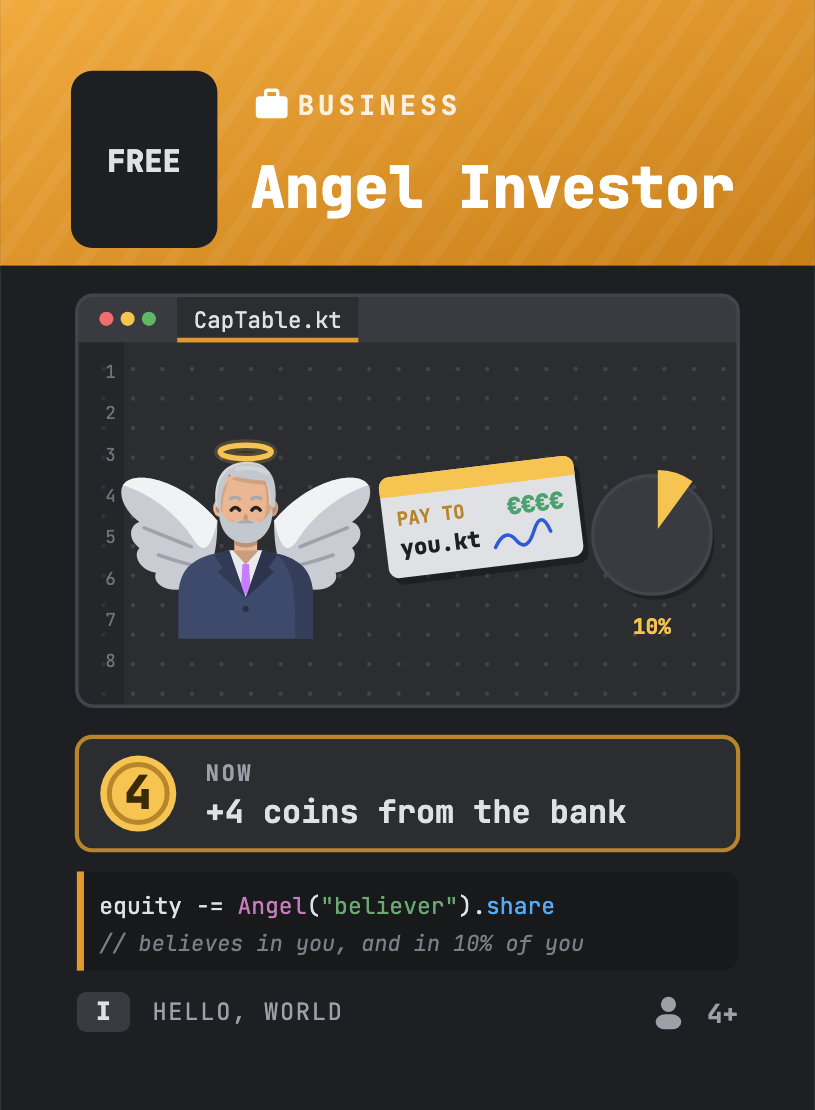 FREE
BUSINESS
Angel Investor
CapTable.kt
1
2
3
4
5
6
7
8
PAY TO
€€€€
you.kt
10%
4
NOW
+4 coins from the bank
equity -= Angel("believer").share
// believes in you, and in 10% of you
I
HELLO, WORLD
4+